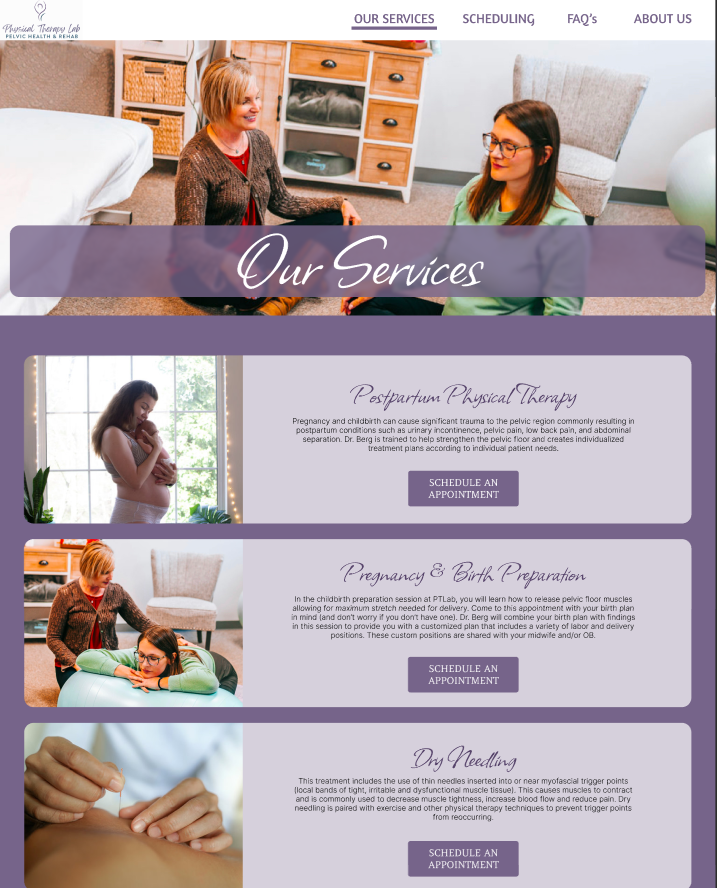 Physical Therapy Lab
PELVIC HEALTH & REHAB
OUR SERVICES
SCHEDULING
FAQ's
ABOUT US
Our Services
Postpartum Physical Therapy
Pregnancy and childbirth can cause significant trauma to the pelvic region commonly resulting in
postpartum conditions such as urinary incontinence, pelvic pain, low back pain, and abdominal
separation. Dr. Berg is trained to help strengthen the pelvic floor and creates individualized
treatment plans according to individual patient needs.
SCHEDULE AN
APPOINTMENT
Pregnancy & Birth Preparation
In the childbirth preparation session at PTLab, you will learn how to release pelvic floor muscles
allowing for maximum stretch needed for delivery. Come to this appointment with your birth plan
in mind (and don't worry if you don't have one). Dr. Berg will combine your birth plan with findings
in this session to provide you with a customized plan that includes a variety of labor and delivery
positions. These custom positions are shared with your midwife and/or OB.
SCHEDULE AN
APPOINTMENT
Dry Needling
This treatment includes the use of thin needles inserted into or near myofascial trigger points
(local bands of tight, irritable and dysfunctional muscle tissue). This causes muscles to contract
and is commonly used to decrease muscle tightness, increase blood flow and reduce pain. Dry
needling is paired with exercise and other physical therapy techniques to prevent trigger points
from reoccurring.
SCHEDULE AN
APPOINTMENT